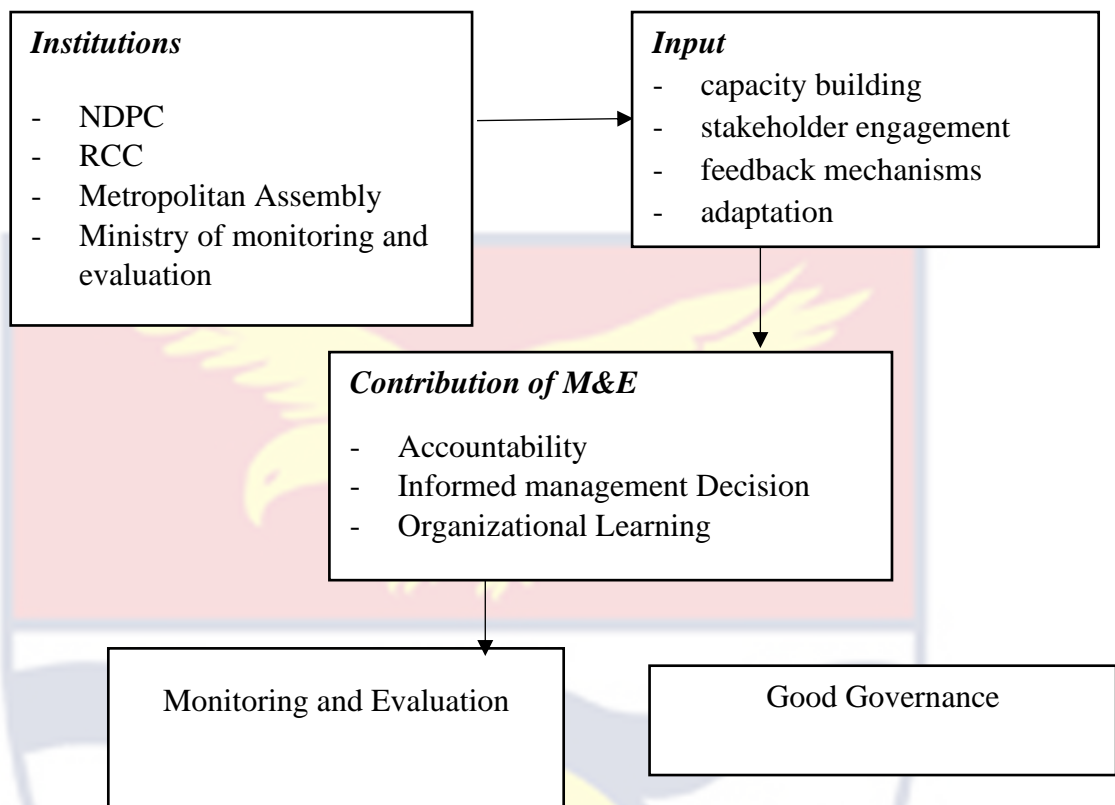 Institutions
- NDPC
- RCC
- Metropolitan Assembly
- Ministry of monitoring and
evaluation
Input
- capacity building
- stakeholder engagement
- feedback mechanisms
- adaptation
Contribution of M&E
- Accountability
- Informed management Decision
- Organizational Learning
Monitoring and Evaluation
Good Governance